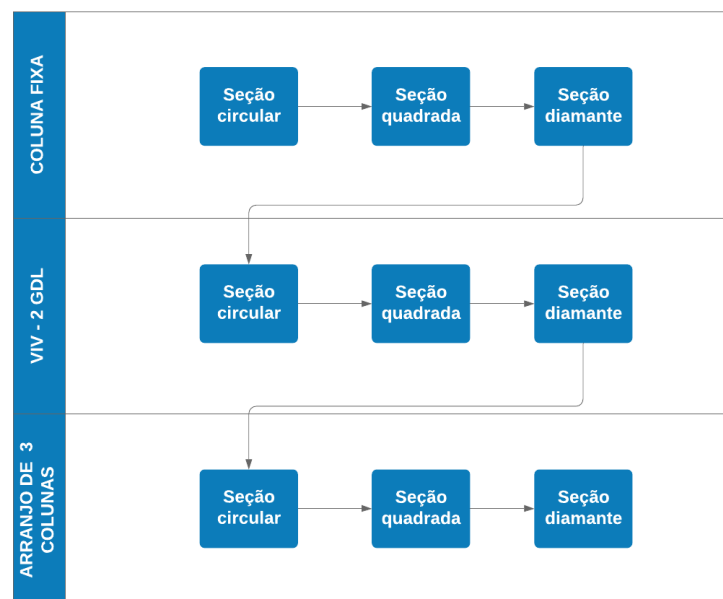 COLUNA FIXA
Seção
circular
Seção
quadrada
Seção
diamante
VIV - 2 GDL
Seção
circular
Seção
quadrada
Seção
diamante
ARRANJO DE 3
COLUNAS
Seção
circular
Seção
quadrada
Seção
diamante